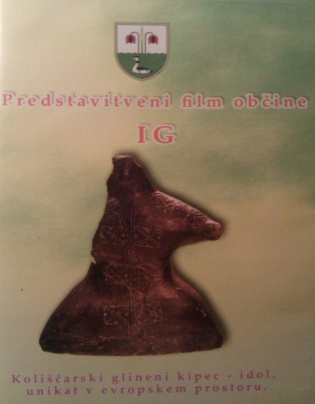 Predstavitveni film občine
IG
Koliščarski glineni kipec - idol,
unikat v evropskem prostoru.